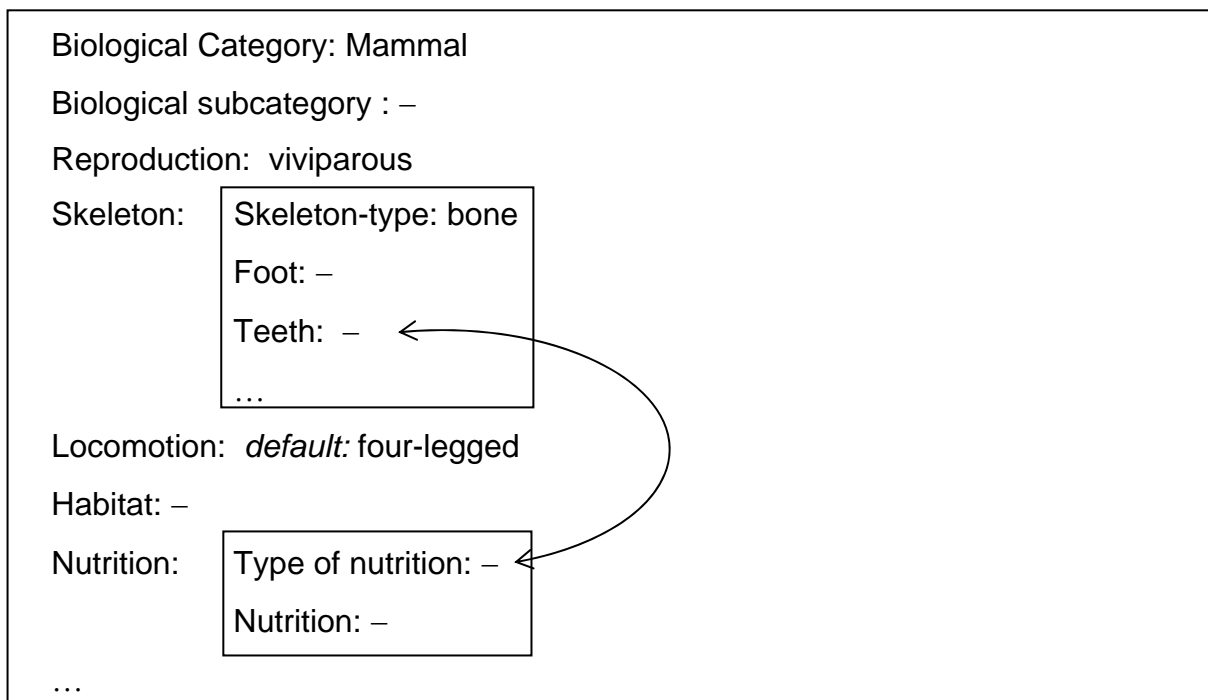 Biological Category: Mammal
Biological subcategory : –
Reproduction: viviparous
Skeleton: Skeleton-type: bone
Foot: –
Teeth: –
…
Locomotion: default: four-legged
Habitat: –
Nutrition: Type of nutrition: –
Nutrition: –
…